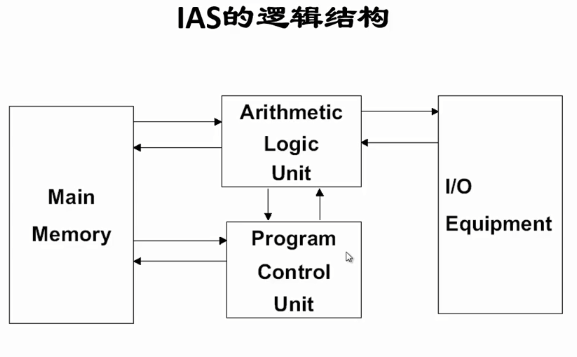 IAS的逻辑结构
Main
Memory
Arithmetic
Logic
Unit
Program
Control
Unit
I/O
Equipment